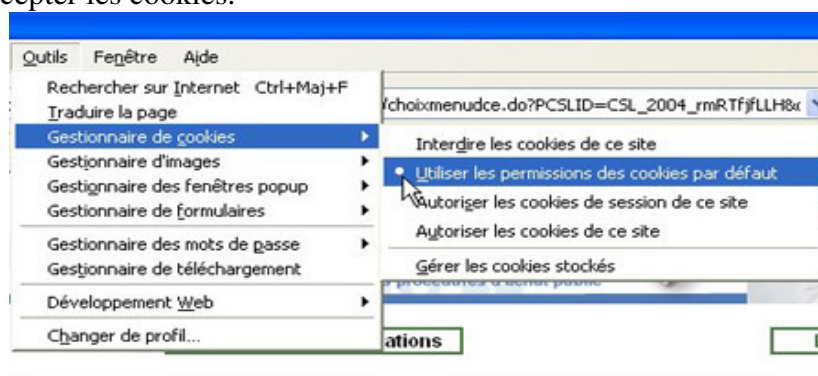 cepter les cookies.
Outils Fenêtre Aide
Rechercher sur Internet Ctrl+Maj+F
Traduire la page
Gestionnaire de cookies
Gestionnaire d'images
Gestionnaire des fenêtres popup
Gestionnaire de formulaires
Gestionnaire des mots de passe
Gestionnaire de téléchargement
Développement Web
Changer de profil...
/choixmenudce.do?PCSLID=CSL_2004_rmRTfjfLLH8
Interdire les cookies de ce site
Utiliser les permissions des cookies par défaut
Autoriser les cookies de session de ce site
Autoriser les cookies de ce site
Gérer les cookies stockés
procédures d'achat public
ations